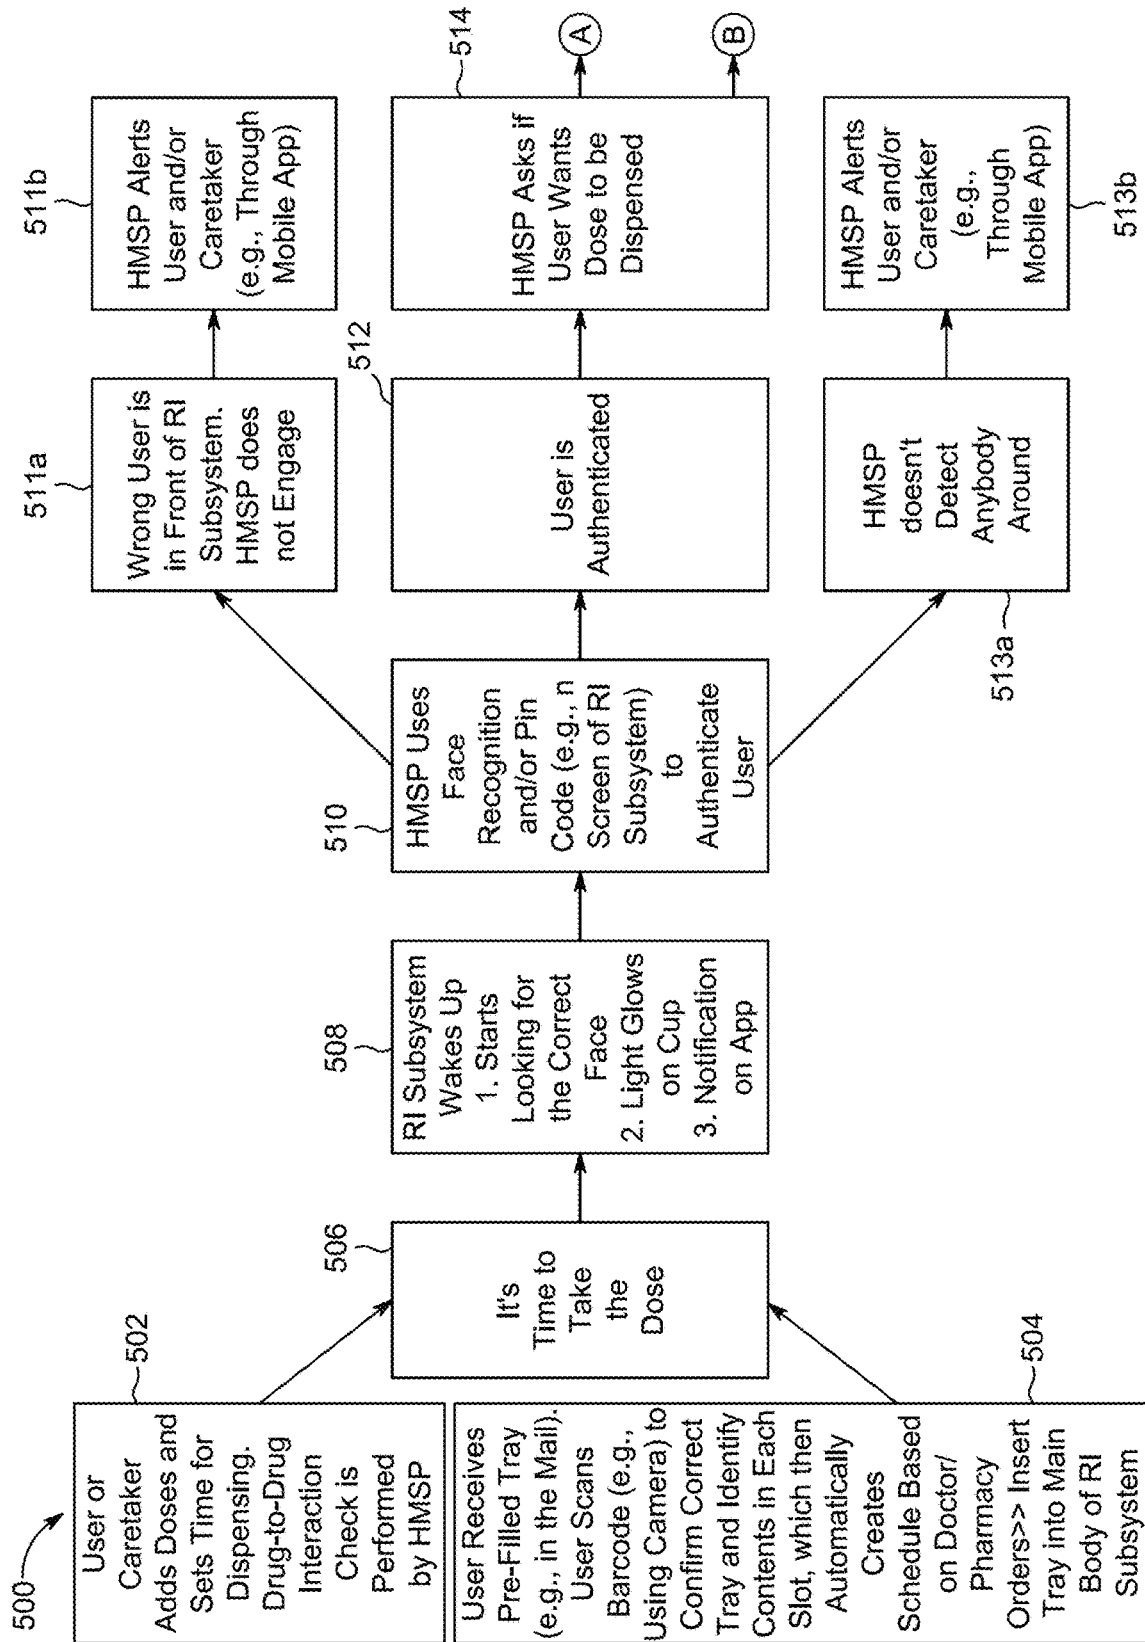 500
502
User or
Caretaker
Adds Doses and
Sets Time for
Dispensing.
Drug-to-Drug
Interaction
Check is
Performed
by HMSP
504
User Receives
Pre-Filled Tray
(e.g., in the Mail).
User Scans
Barcode (e.g.,
Using Camera) to
Confirm Correct
Tray and Identify
Contents in Each
Slot, which then
Automatically
Creates
Schedule Based
on Doctor/
Pharmacy
Orders>> Insert
Tray into Main
Body of RI
Subsystem
506
It's
Time to
Take
the
Dose
508
RI Subsystem
Wakes Up
1. Starts
Looking for
the Correct
Face
2. Light Glows
on Cup
3. Notification
on App
510
HMSP Uses
Face
Recognition
and/or Pin
Code (e.g., n
Screen of RI
Subsystem)
to
Authenticate
User
511a
Wrong User is
in Front of RI
Subsystem.
HMSP does
not Engage
511b
HMSP Alerts
User and/or
Caretaker
(e.g., Through
Mobile App)
512
User is
Authenticated
514
HMSP Asks if
User Wants
Dose to be
Dispensed
A
B
513a
HMSP
doesn't
Detect
Anybody
Around
513b
HMSP Alerts
User and/or
Caretaker
(e.g.,
Through
Mobile App)